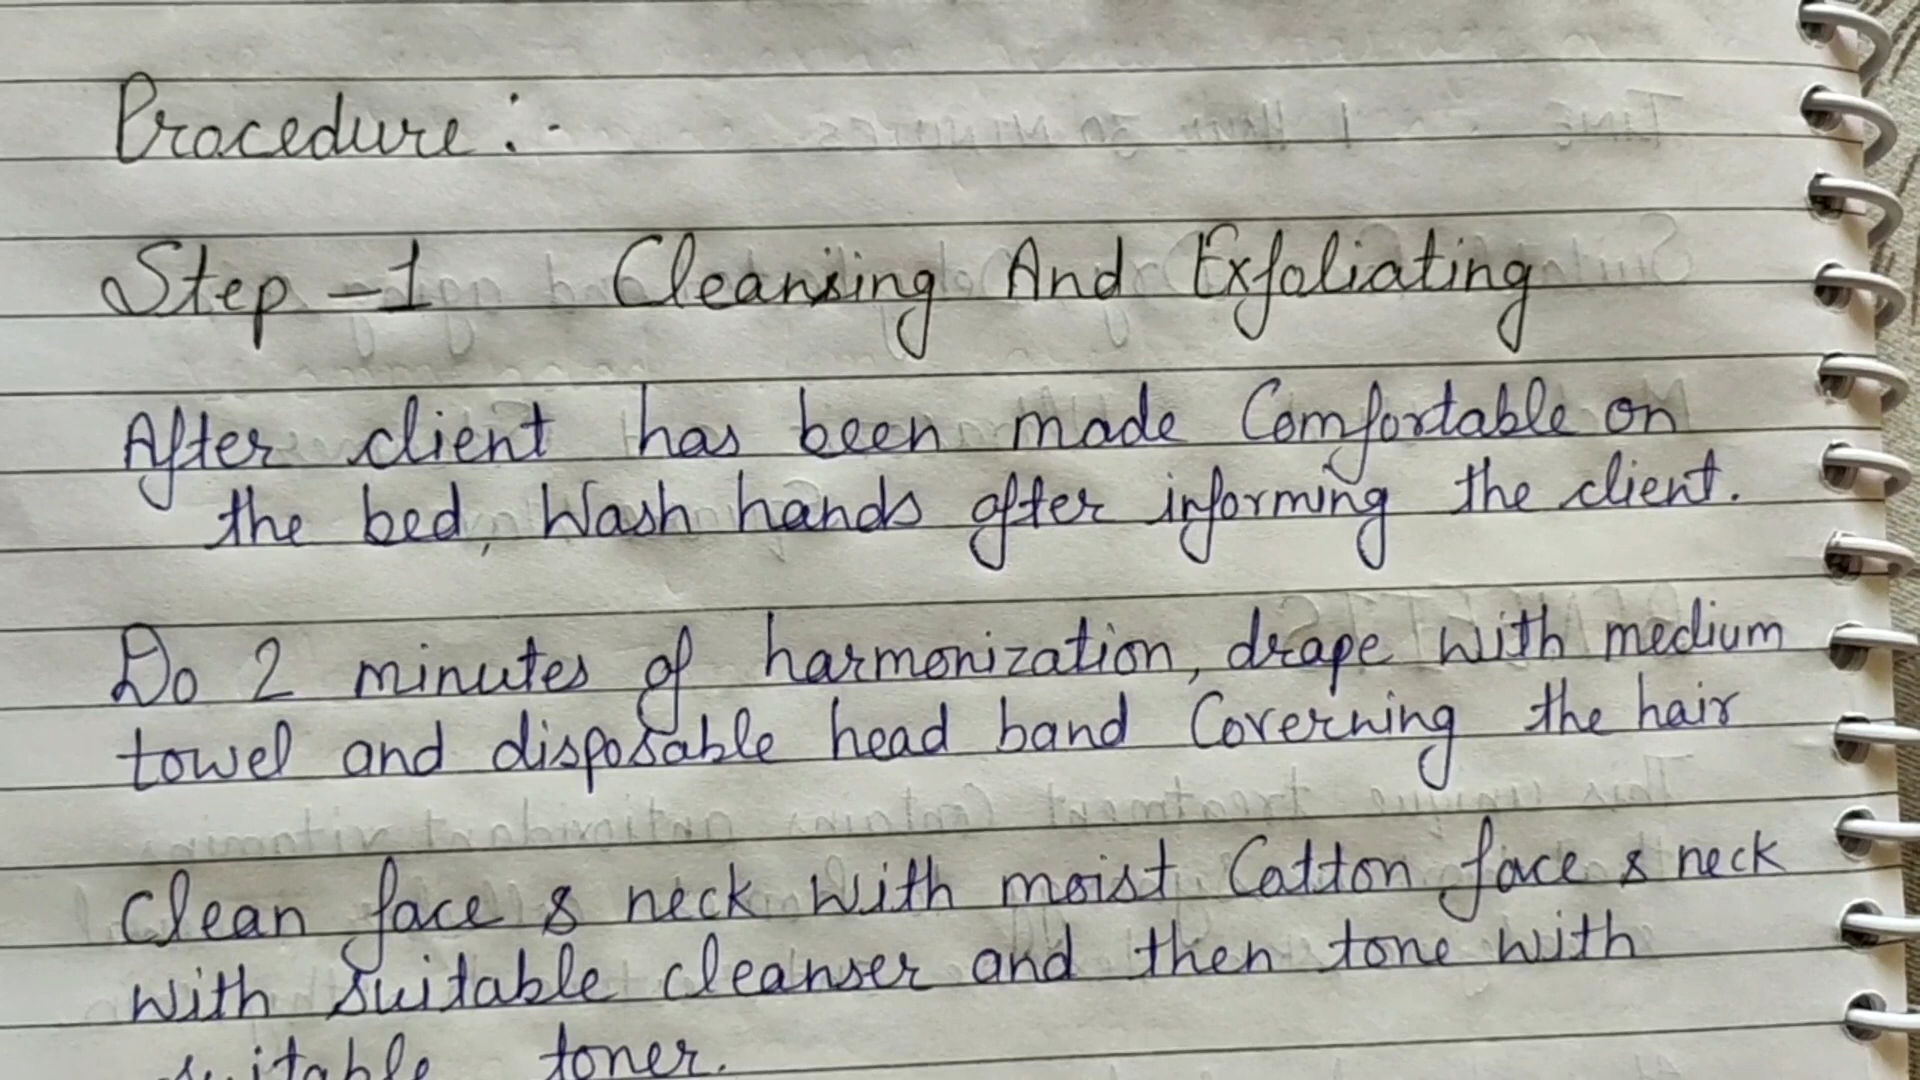 Procedure :-
Step -1 Cleansing And Exfoliating
After client has been made Comfortable on
the bed, Wash hands after informing the client.
Do 2 minutes of harmonization, drape with medium
towel and disposable head band Coverning the hair
Clean face & neck with moist Cotton face & neck
with suitable cleanser and then tone with
suitable toner.